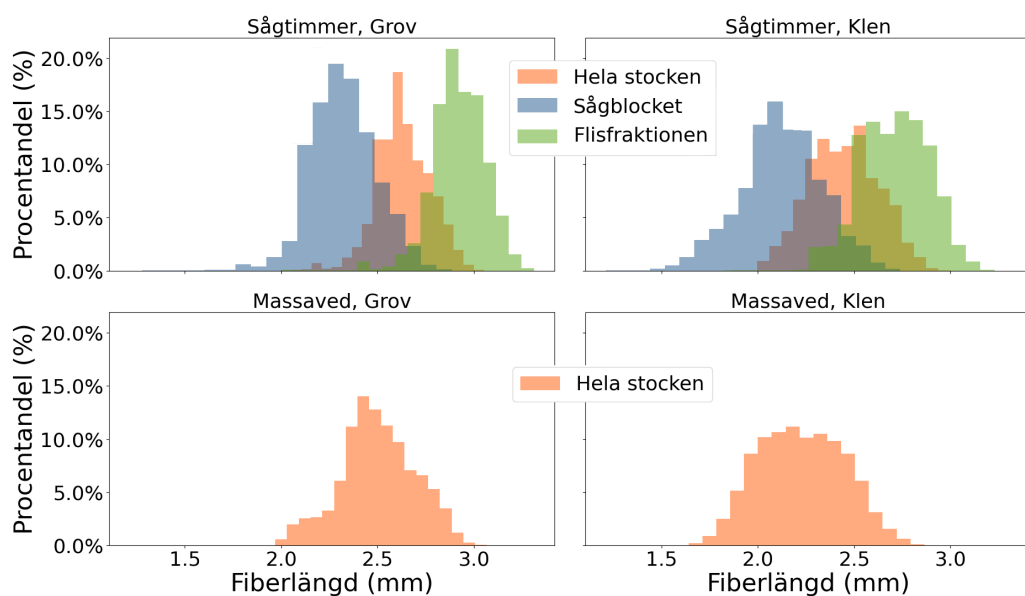 Sågtimmer, Grov
Sågtimmer, Klen
Procentandel (%)
20.0%
15.0%
10.0%
5.0%
0.0%
Hela stocken
Sågblocket
Flisfraktionen
Massaved, Grov
Massaved, Klen
Procentandel (%)
20.0%
15.0%
10.0%
5.0%
0.0%
Hela stocken
1.5 2.0 2.5 3.0
1.5 2.0 2.5 3.0
Fiberlängd (mm)
Fiberlängd (mm)